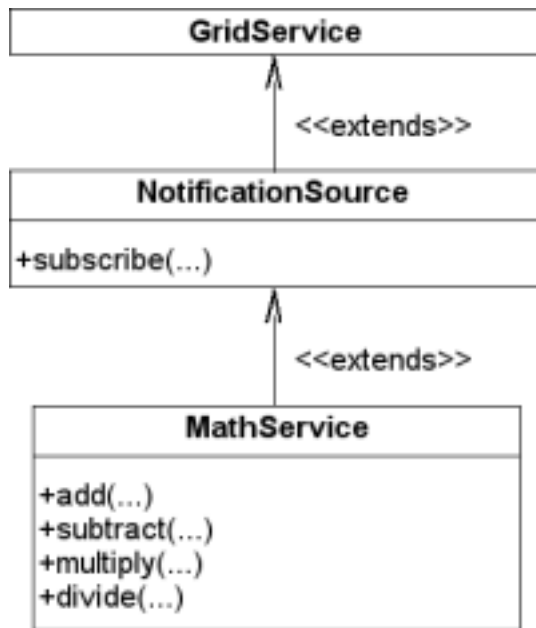 GridService
<<extends>>
NotificationSource
+subscribe(...)
<<extends>>
MathService
+add(...)
+subtract(...)
+multiply(...)
+divide(...)